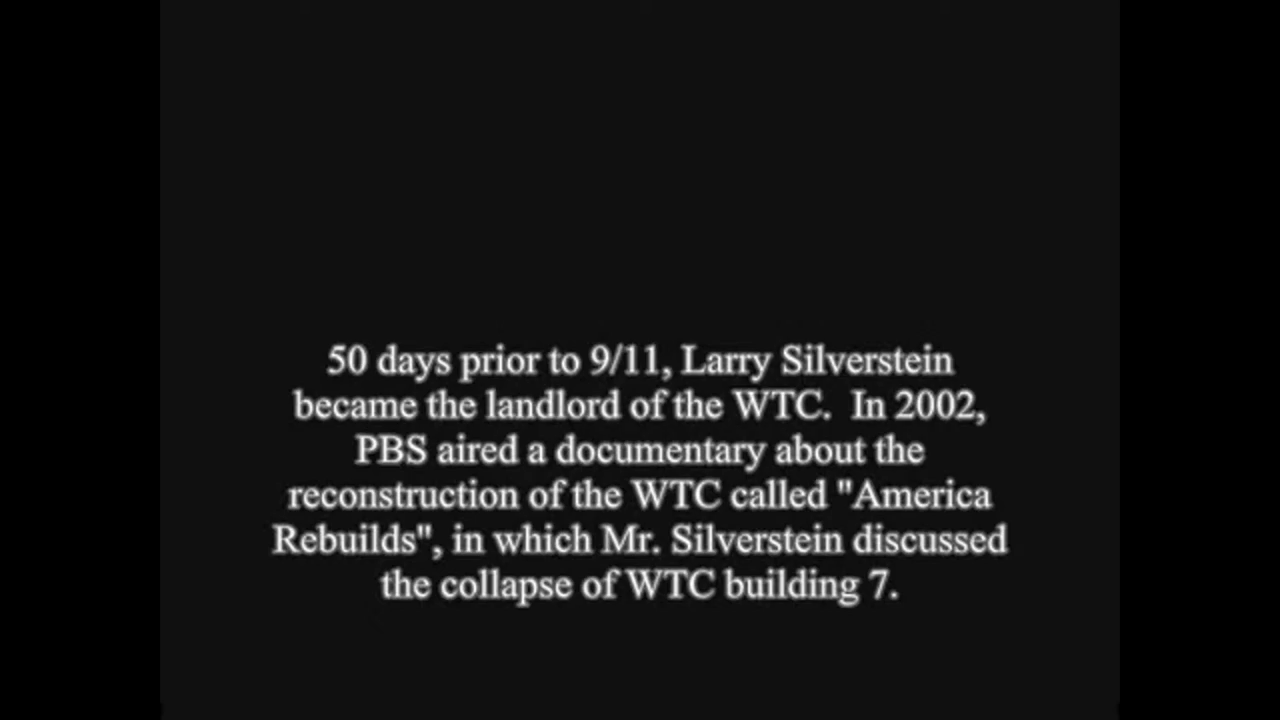 50 days prior to 9/11, Larry Silverstein
became the landlord of the WTC.  In 2002,
PBS aired a documentary about the
reconstruction of the WTC called "America
Rebuilds", in which Mr. Silverstein discussed
the collapse of WTC building 7.